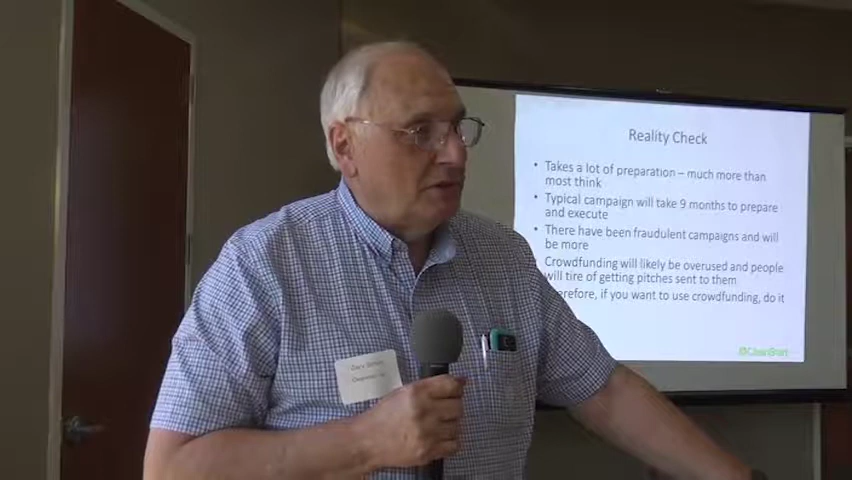 Reality Check
• Takes a lot of preparation – much more than
most think
• Typical campaign will take 9 months to prepare
and execute
• There have been fraudulent campaigns and will
be more
Crowdfunding will likely be overused and people
will tire of getting pitches sent to them
erefore, if you want to use crowdfunding, do it
CleanStart